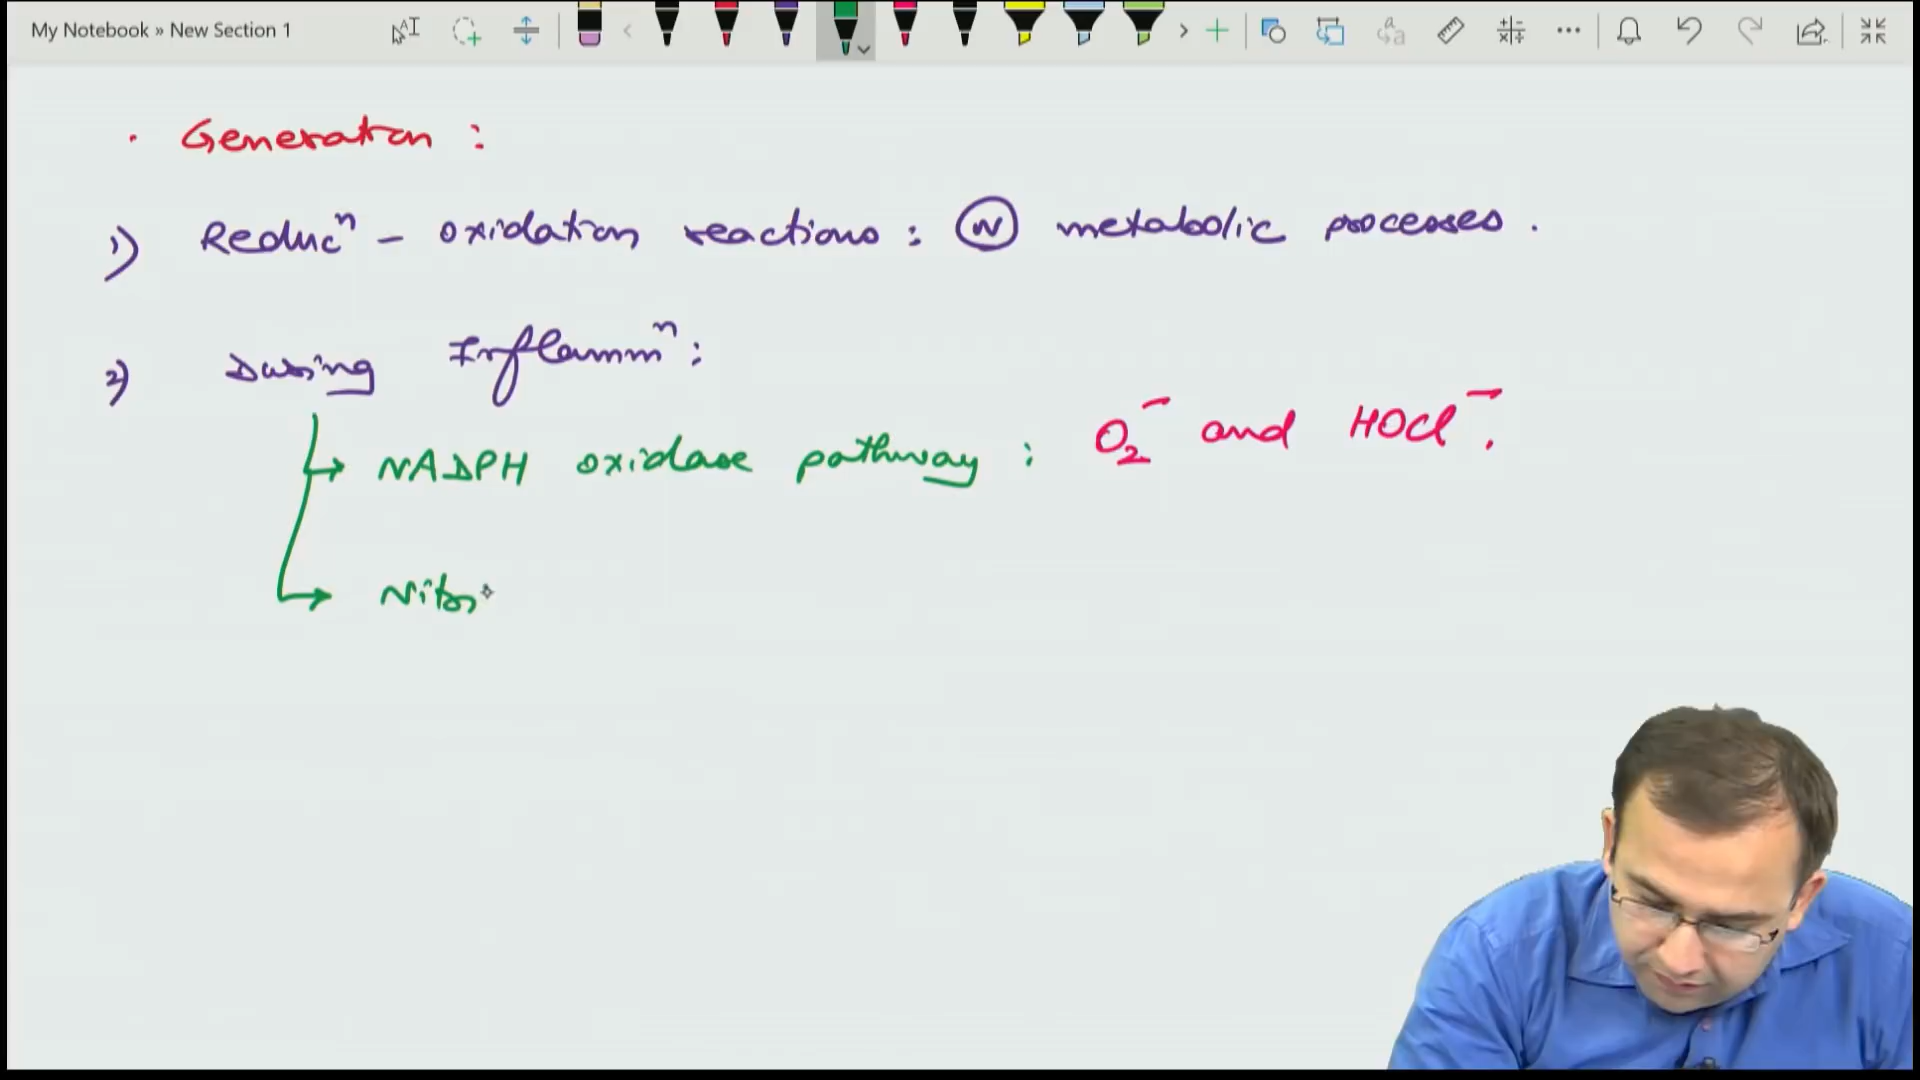 My Notebook » New Section 1
· Generation :
1) Reducⁿ - oxidation reactions : Ⓝ metabolic processes .
2) During Inflammⁿ :
→ NADPH oxidase pathway : O₂⁻ and HOCl⁻ .
→ Nitr